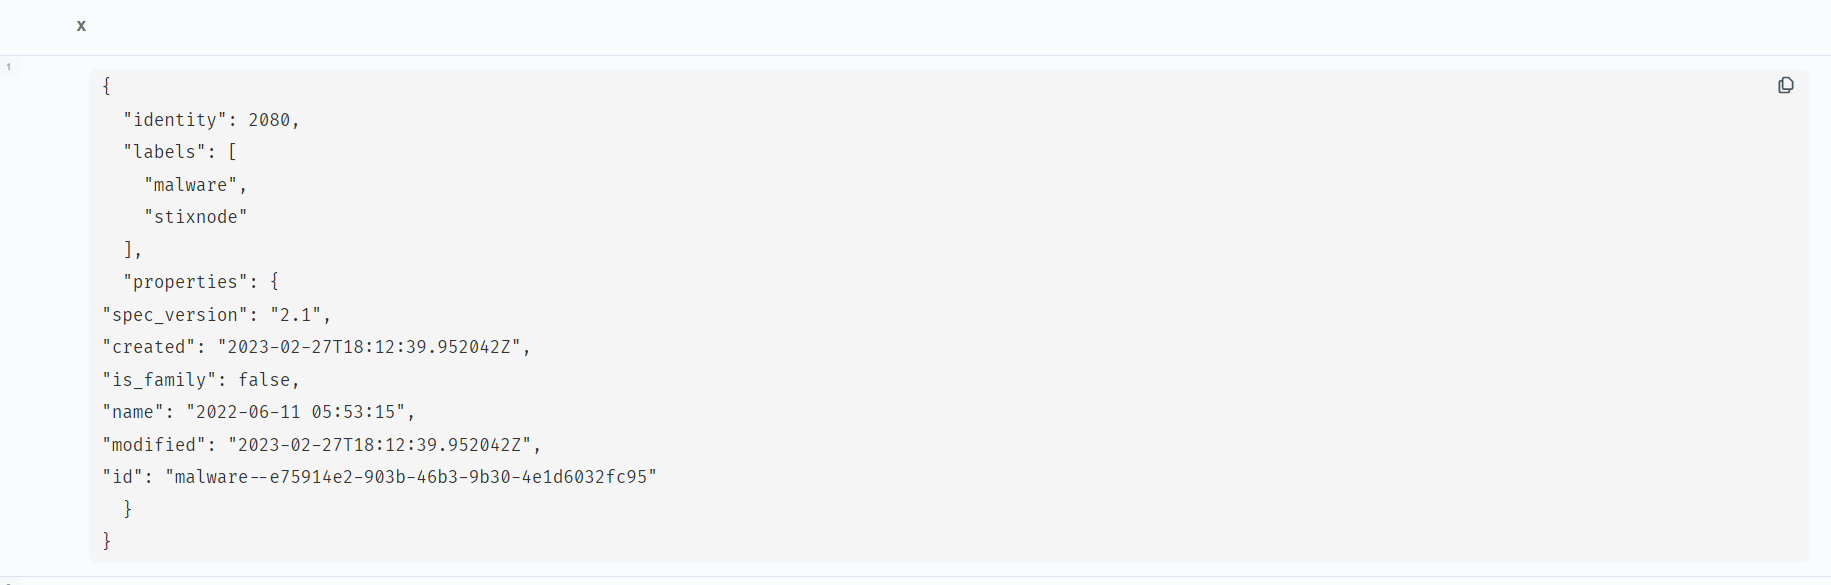 x
1
{
  "identity": 2080,
  "labels": [
    "malware",
    "stixnode"
  ],
  "properties": {
"spec_version": "2.1",
"created": "2023-02-27T18:12:39.952042Z",
"is_family": false,
"name": "2022-06-11 05:53:15",
"modified": "2023-02-27T18:12:39.952042Z",
"id": "malware--e75914e2-903b-46b3-9b30-4e1d6032fc95"
  }
}